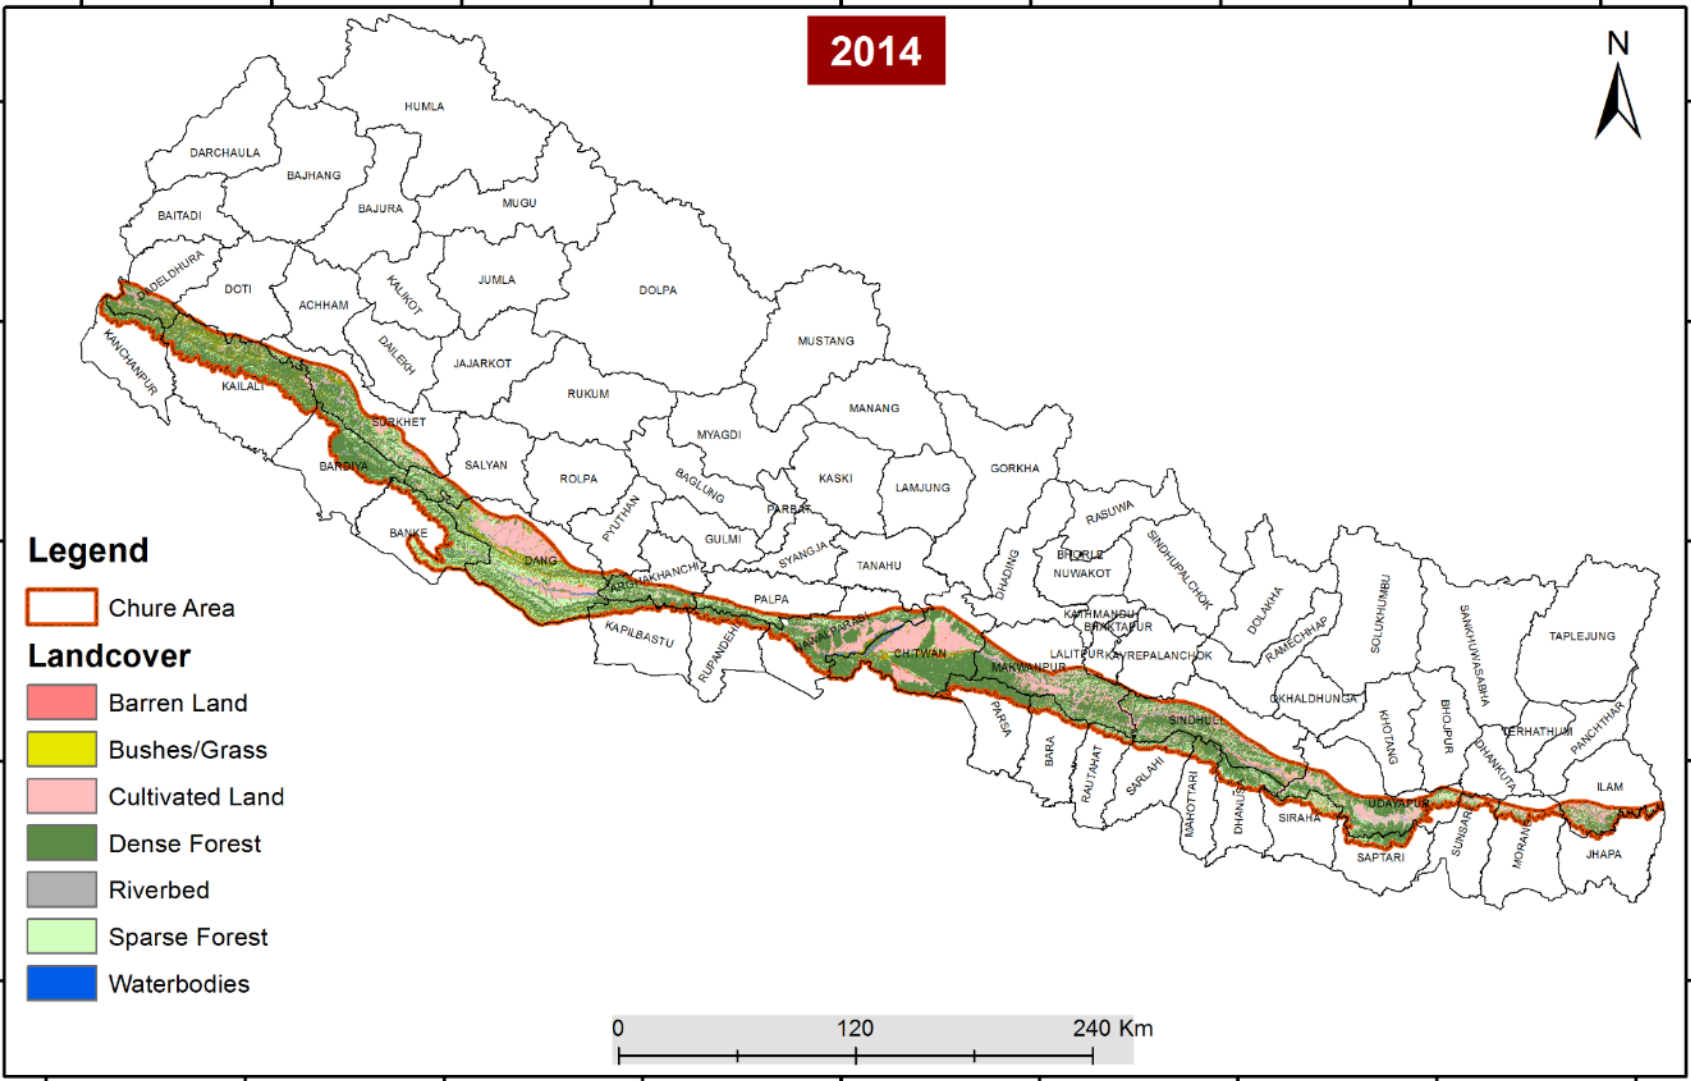 2014
N
HUMLA
DARCHAULA
BAJHANG
BAITADI
BAJURA
MUGU
DADELDHURA
DOTI
ACHHAM
KALIKOT
JUMLA
DOLPA
KANCHANPUR
KAILALI
DAILEKH
JAJARKOT
MUSTANG
RUKUM
MANANG
SURKHET
MYAGDI
BARDIYA
SALYAN
ROLPA
BAGLUNG
KASKI
LAMJUNG
GORKHA
PARBAT
RASUWA
BANKE
PYUTHAN
GULMI
SYANGJA
TANAHU
DHADING
BHORLE
NUWAKOT
SINDHUPALCHOK
DANG
ARGHAKHANCHI
PALPA
KATHMANDU
BHAKTAPUR
DOLAKHA
RAMECHHAP
SOLUKHUMBU
SANKHUWASABHA
TAPLEJUNG
KAPILBASTU
RUPANDEHI
NAWALPARASI
CHITWAN
MAKWANPUR
LALITPUR
KAVREPALANCHOK
OKHALDHUNGA
KHOTANG
BHOJPUR
TERHATHUM
PANCHTHAR
PARSA
BARA
RAUTAHAT
SARLAHI
SINDHULI
MAHOTTARI
DHANUS
SIRAHA
UDAYAPUR
DHANKUTA
ILAM
SAPTARI
SUNSARI
MORANG
JHAPA
Legend
Chure Area
Landcover
Barren Land
Bushes/Grass
Cultivated Land
Dense Forest
Riverbed
Sparse Forest
Waterbodies
0 120 240 Km